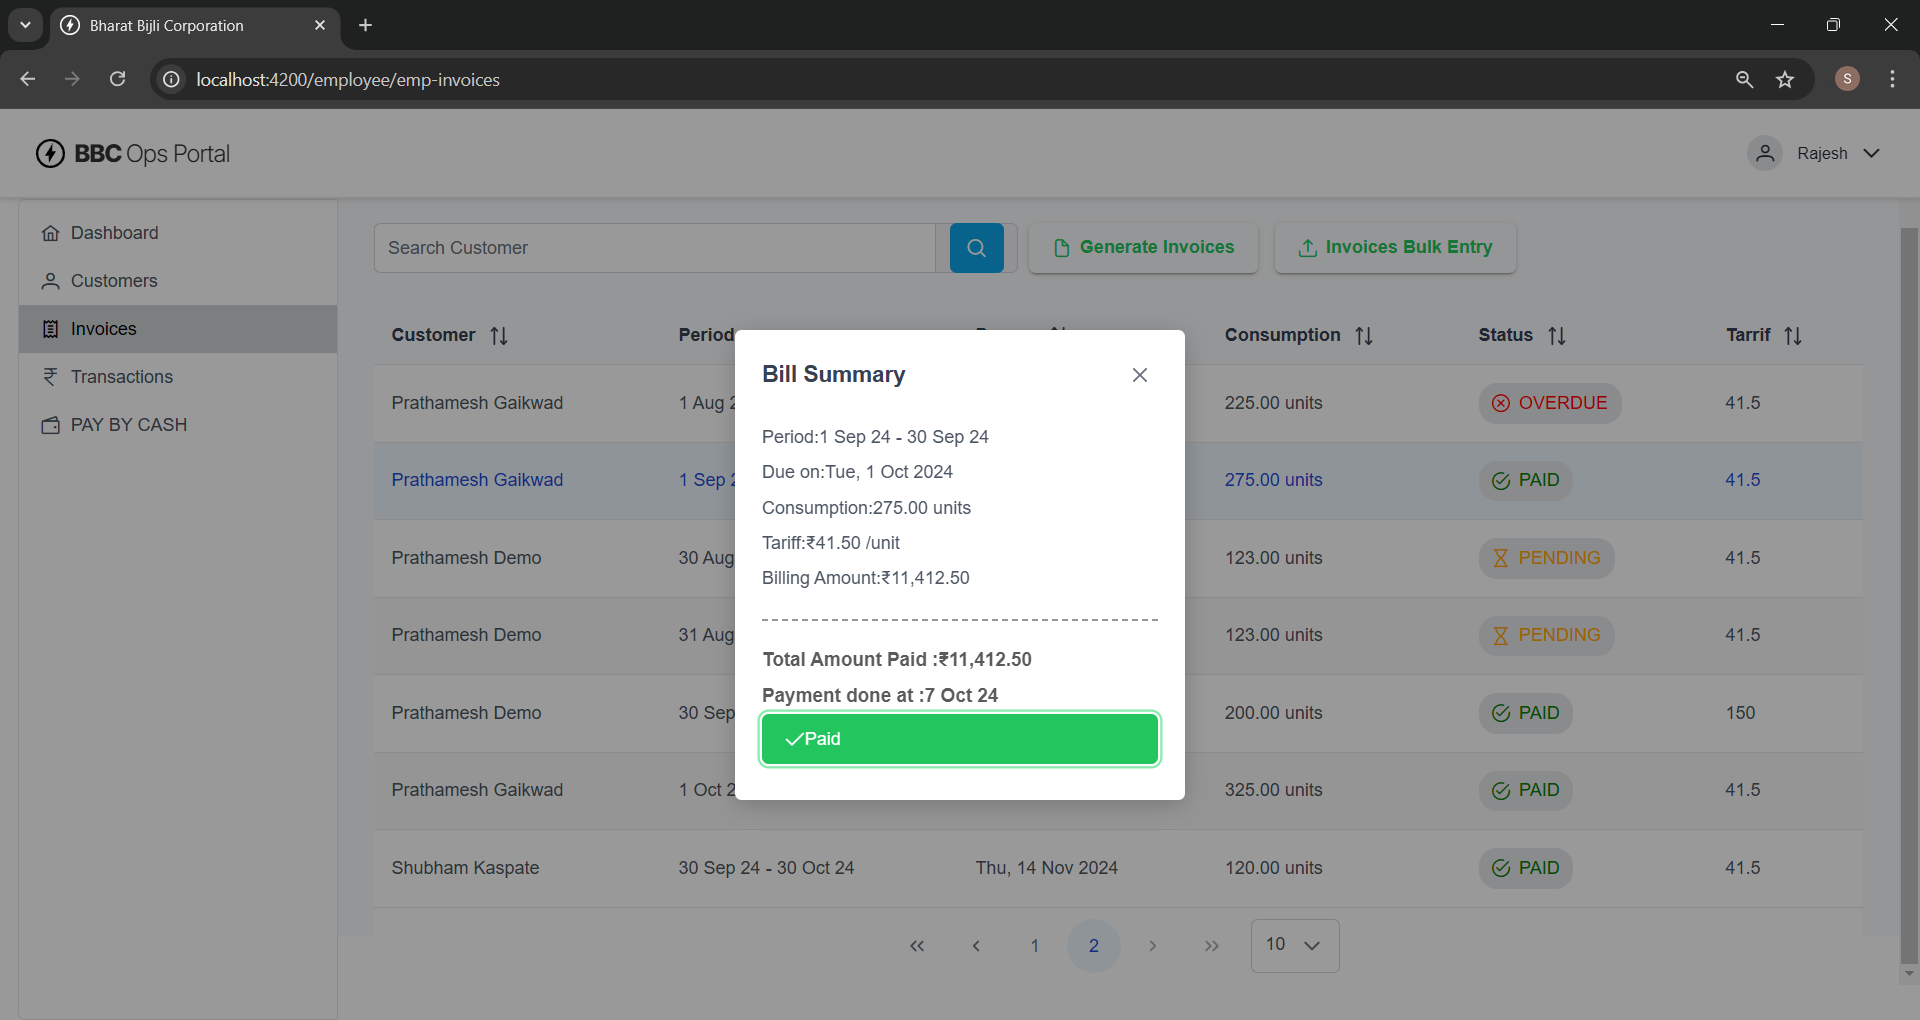 Bharat Bijli Corporation
localhost:4200/employee/emp-invoices
S
BBC Ops Portal
Rajesh
Dashboard
Customers
Invoices
Transactions
PAY BY CASH
Search Customer
Generate Invoices
Invoices Bulk Entry
Customer Period Consumption Status Tarrif
Prathamesh Gaikwad 1 Aug 225.00 units OVERDUE 41.5
Prathamesh Gaikwad 1 Sep 275.00 units PAID 41.5
Prathamesh Demo 30 Aug 123.00 units PENDING 41.5
Prathamesh Demo 31 Aug 123.00 units PENDING 41.5
Prathamesh Demo 30 Sep 200.00 units PAID 150
Prathamesh Gaikwad 1 Oct 325.00 units PAID 41.5
Shubham Kaspate 30 Sep 24 - 30 Oct 24 Thu, 14 Nov 2024 120.00 units PAID 41.5
1 2 10
Bill Summary
Period:1 Sep 24 - 30 Sep 24
Due on:Tue, 1 Oct 2024
Consumption:275.00 units
Tariff:₹41.50 /unit
Billing Amount:₹11,412.50
Total Amount Paid :₹11,412.50
Payment done at :7 Oct 24
Paid